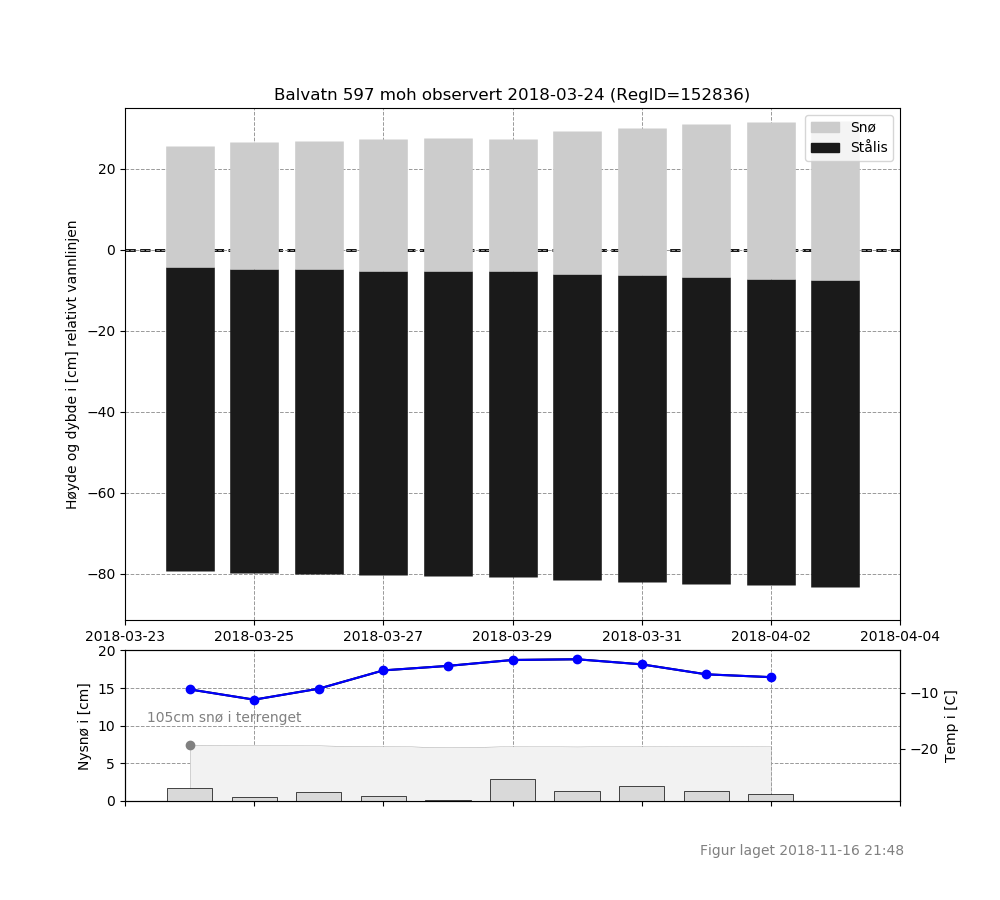 Balvatn 597 moh observert 2018-03-24 (RegID=152836)
Snø
Stålis
Høyde og dybde i [cm] relativt vannlinjen
20
0
−20
−40
−60
−80
2018-03-23 2018-03-25 2018-03-27 2018-03-29 2018-03-31 2018-04-02 2018-04-04
Nysnø i [cm]
20
15
10
5
0
105cm snø i terrenget
−10
−20
Temp i [C]
Figur laget 2018-11-16 21:48